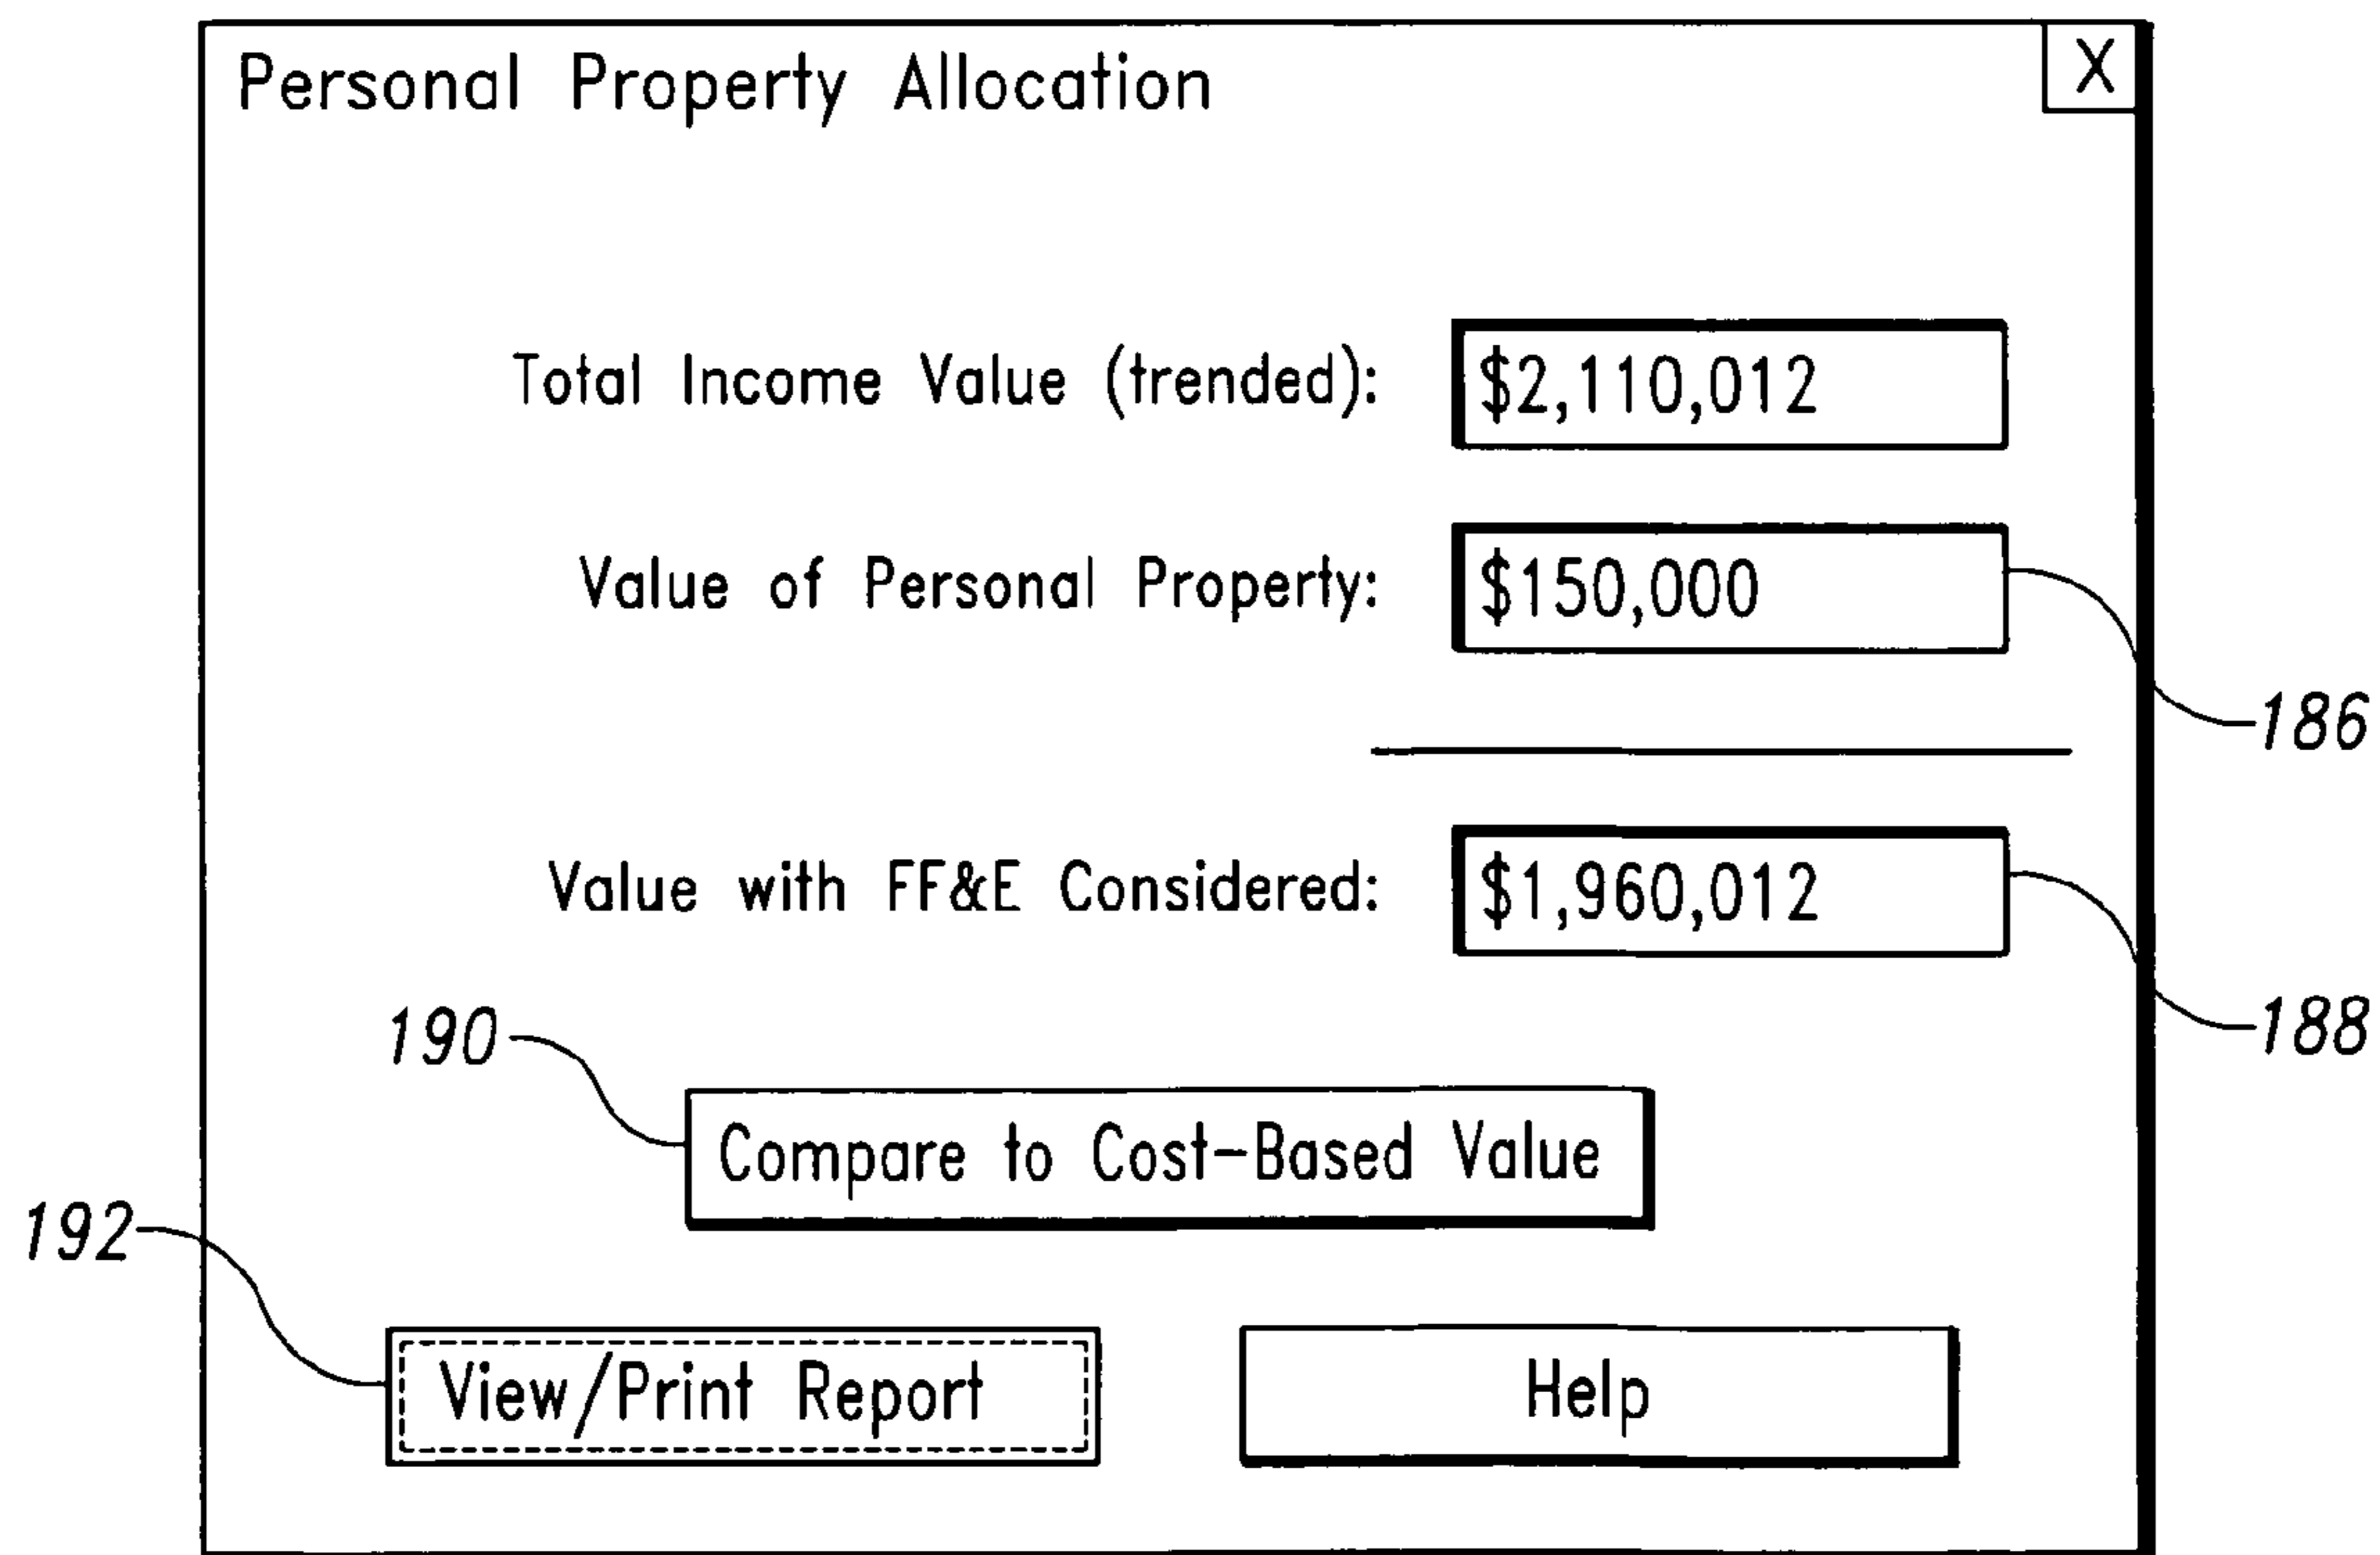 Personal Property Allocation X
Total Income Value (trended): $2,110,012
Value of Personal Property: $150,000
186
Value with FF&E Considered: $1,960,012
188
190
Compare to Cost-Based Value
192
View/Print Report Help